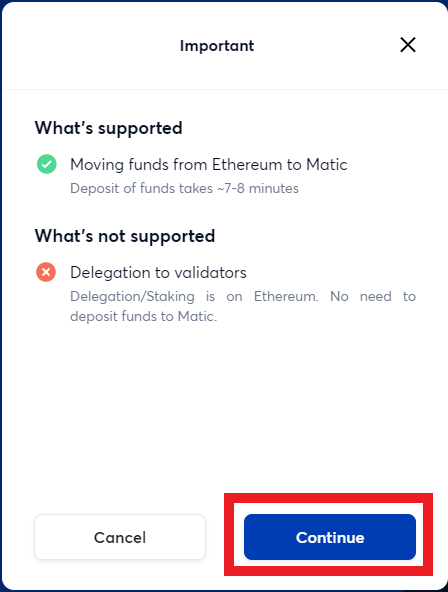 Important
What's supported
Moving funds from Ethereum to Matic
Deposit of funds takes ~7-8 minutes
What's not supported
Delegation to validators
Delegation/Staking is on Ethereum. No need to
deposit funds to Matic.
Cancel
Continue